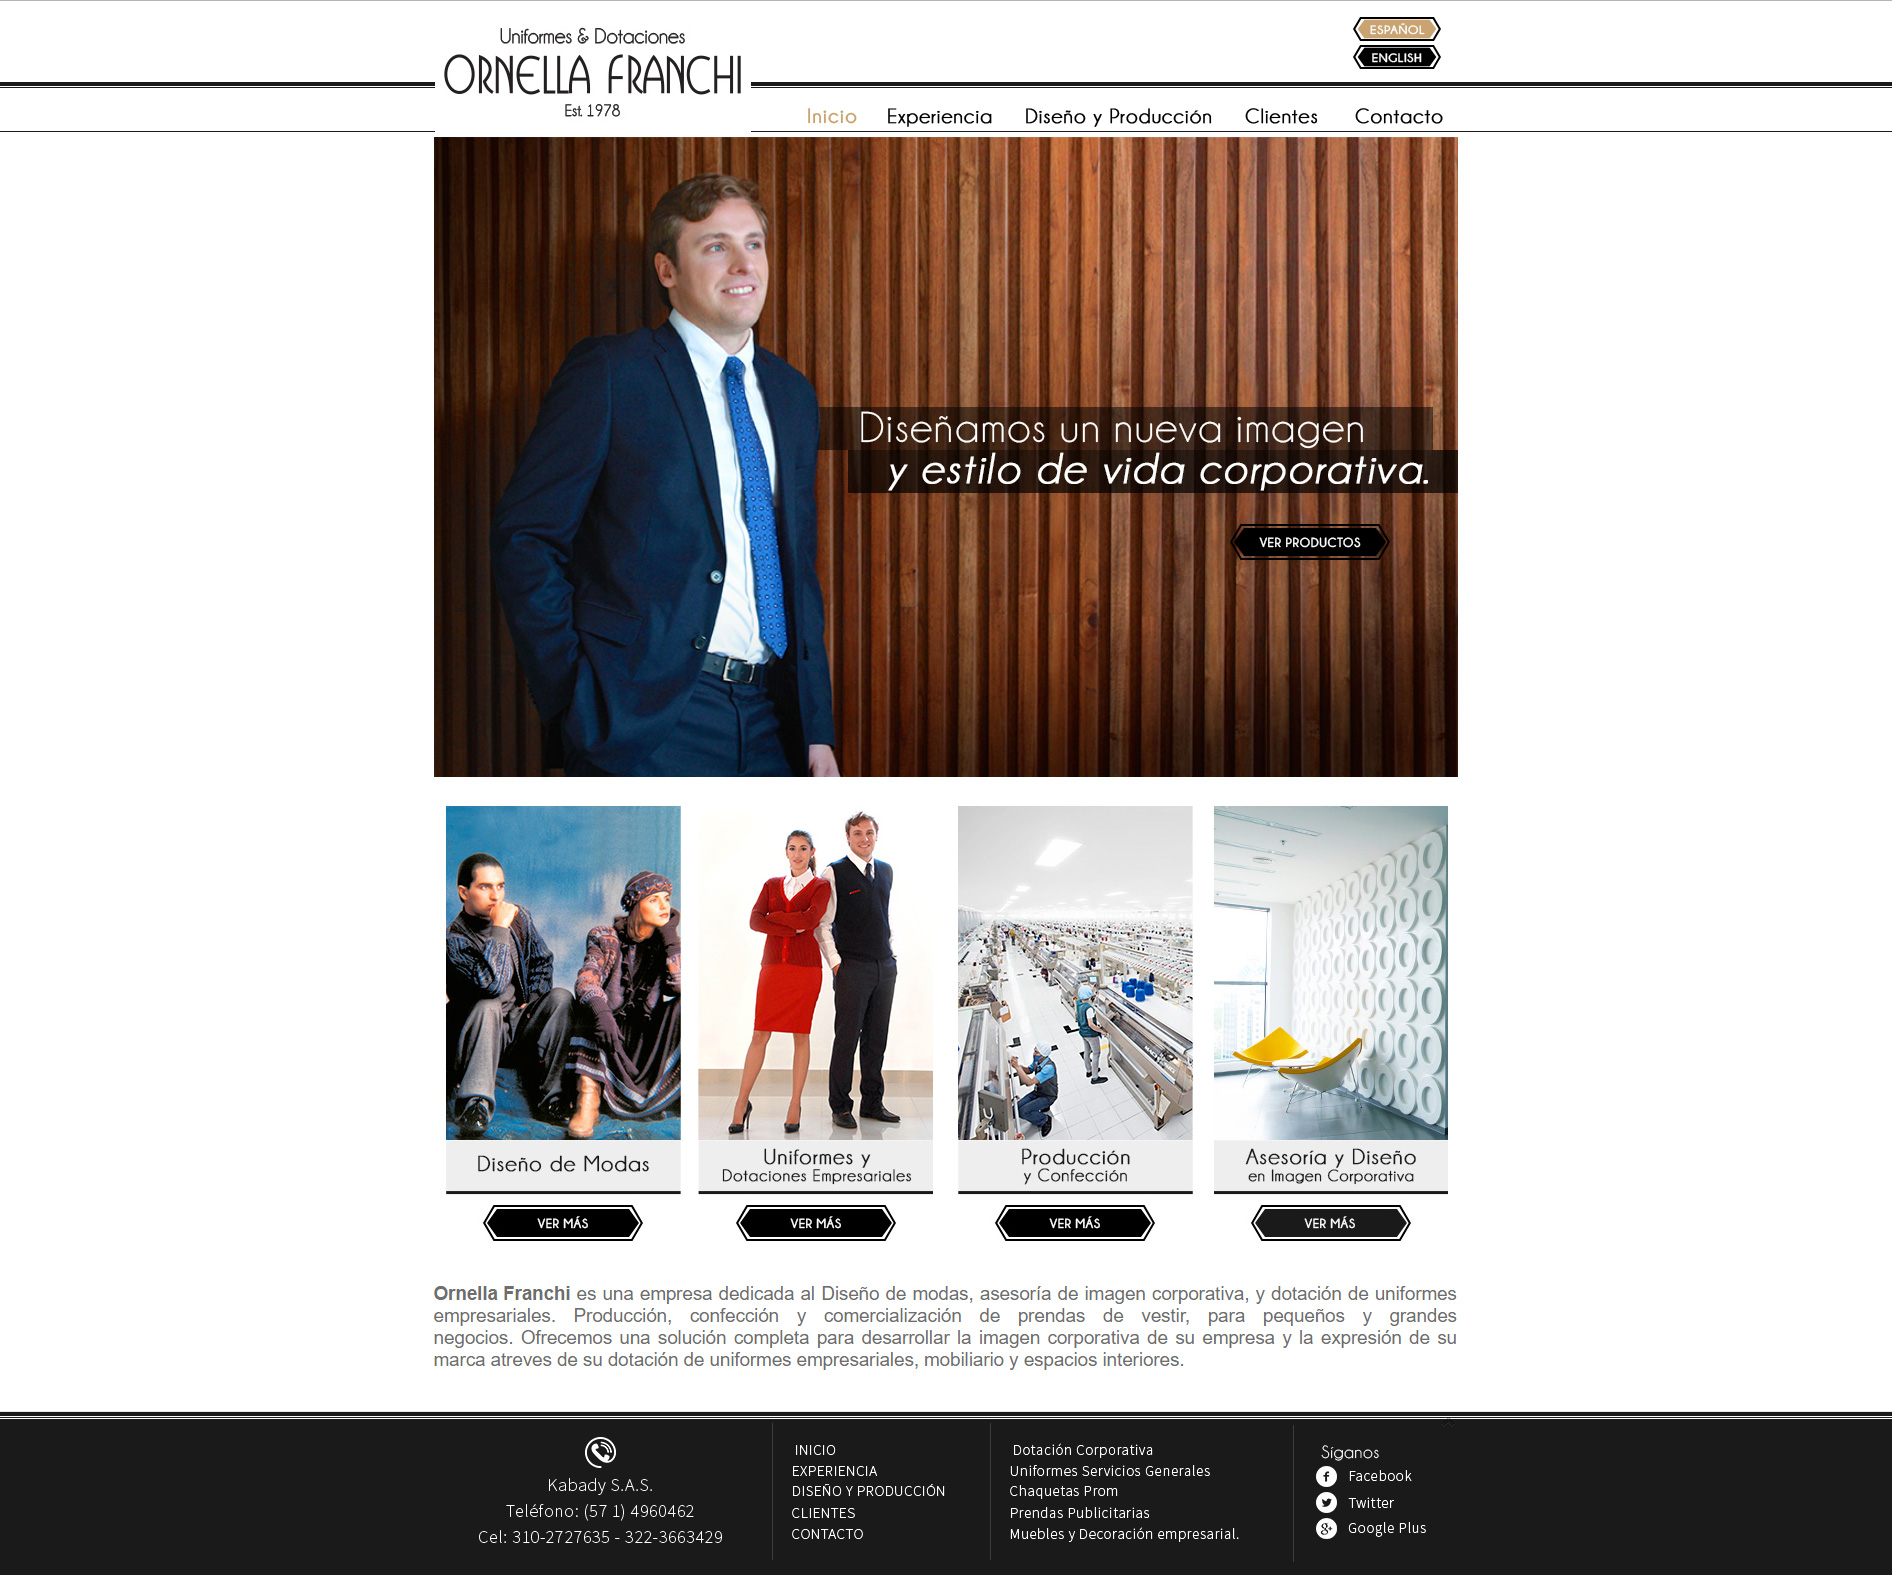 Uniformes & Dotaciones
ORNELLA FRANCHI
Est. 1978
ESPAÑOL
ENGLISH
Inicio Experiencia Diseño y Producción Clientes Contacto
Diseñamos un nueva imagen
y estilo de vida corporativa.
VER PRODUCTOS
Diseño de Modas
VER MÁS
Uniformes y
Dotaciones Empresariales
VER MÁS
Producción
y Confección
VER MÁS
Asesoría y Diseño
en Imagen Corporativa
VER MÁS
Ornella Franchi es una empresa dedicada al Diseño de modas, asesoría de imagen corporativa, y dotación de uniformes
empresariales. Producción, confección y comercialización de prendas de vestir, para pequeños y grandes
negocios. Ofrecemos una solución completa para desarrollar la imagen corporativa de su empresa y la expresión de su
marca atreves de su dotación de uniformes empresariales, mobiliario y espacios interiores.
Kabady S.A.S.
Teléfono: (57 1) 4960462
Cel: 310-2727635 - 322-3663429
INICIO
EXPERIENCIA
DISEÑO Y PRODUCCIÓN
CLIENTES
CONTACTO
Dotación Corporativa
Uniformes Servicios Generales
Chaquetas Prom
Prendas Publicitarias
Muebles y Decoración empresarial.
Síganos
Facebook
Twitter
Google Plus